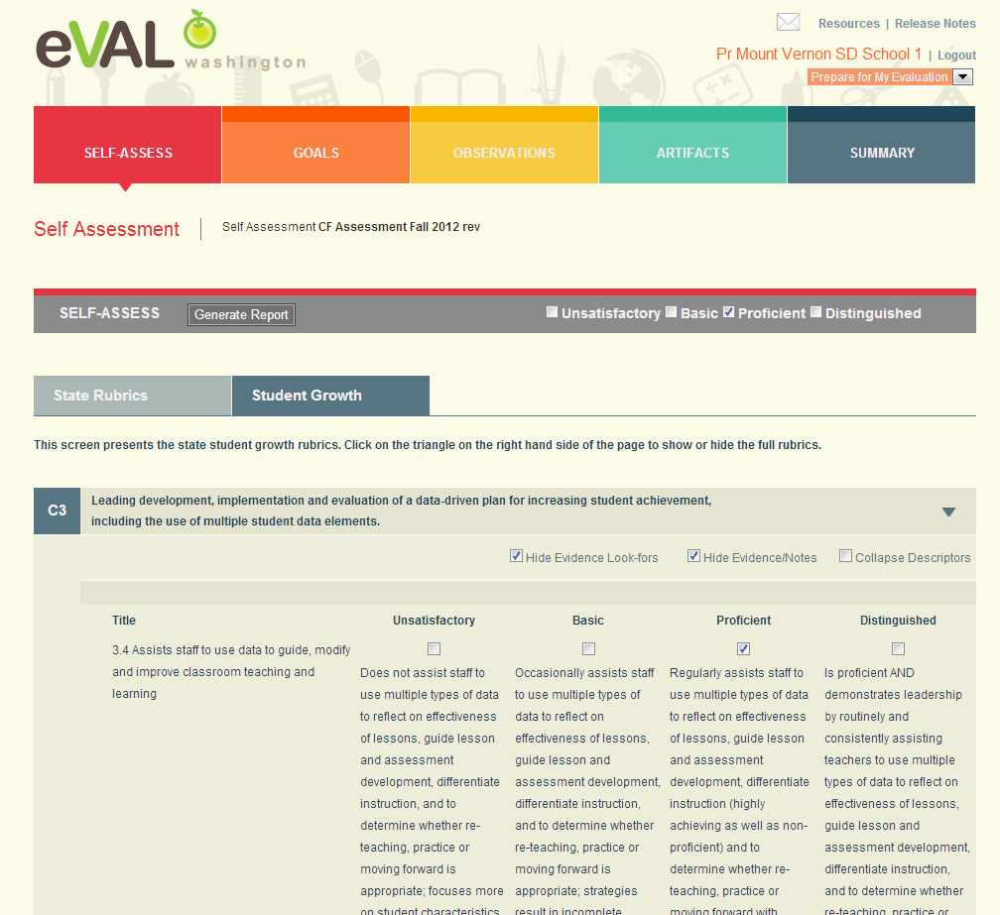 Resources | Release Notes
eVAL washington
Pr Mount Vernon SD School 1 | Logout
Prepare for My Evaluation
SELF-ASSESS GOALS OBSERVATIONS ARTIFACTS SUMMARY
Self Assessment Self Assessment CF Assessment Fall 2012 rev
SELF-ASSESS Generate Report Unsatisfactory Basic Proficient Distinguished
State Rubrics Student Growth
This screen presents the state student growth rubrics. Click on the triangle on the right hand side of the page to show or hide the full rubrics.
C3
Leading development, implementation and evaluation of a data-driven plan for increasing student achievement,
including the use of multiple student data elements.
Hide Evidence Look-fors Hide Evidence/Notes Collapse Descriptors
Title Unsatisfactory Basic Proficient Distinguished
3.4 Assists staff to use data to guide, modify
and improve classroom teaching and
learning
Does not assist staff to
use multiple types of data
to reflect on effectiveness
of lessons, guide lesson
and assessment
development, differentiate
instruction, and to
determine whether re-
teaching, practice or
moving forward is
appropriate; focuses more
on student characteristics
Occasionally assists staff
to use multiple types of
data to reflect on
effectiveness of lessons,
guide lesson and
assessment development,
differentiate instruction,
and to determine whether
re-teaching, practice or
moving forward is
appropriate; strategies
result in incomplete
Regularly assists staff to
use multiple types of data
to reflect on effectiveness
of lessons, guide lesson
and assessment
development, differentiate
instruction (highly
achieving as well as non-
proficient) and to
determine whether re-
teaching, practice or
moving forward with
Is proficient AND
demonstrates leadership
by routinely and
consistently assisting
teachers to use multiple
types of data to reflect on
effectiveness of lessons,
guide lesson and
assessment development,
differentiate instruction,
and to determine whether
re-teaching, practice or